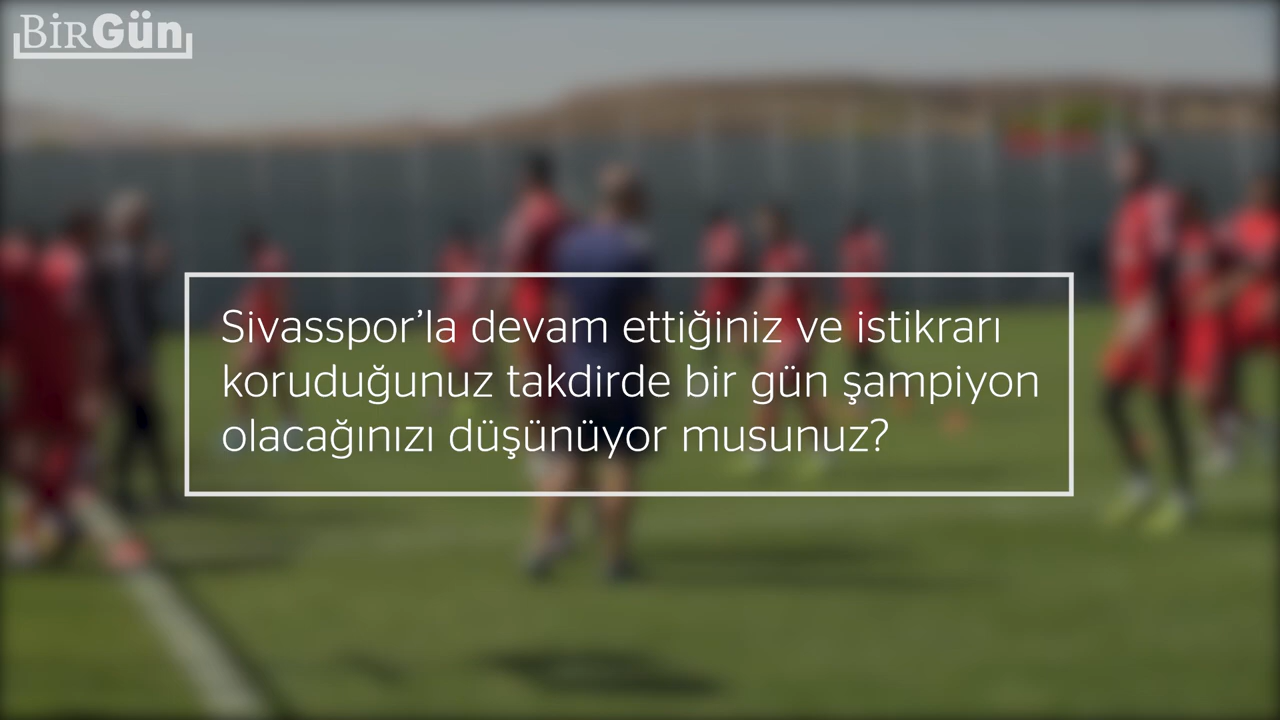 BirGün
Sivasspor’la devam ettiğiniz ve istikrarı
koruduğunuz takdirde bir gün şampiyon
olacağınızı düşünüyor musunuz?